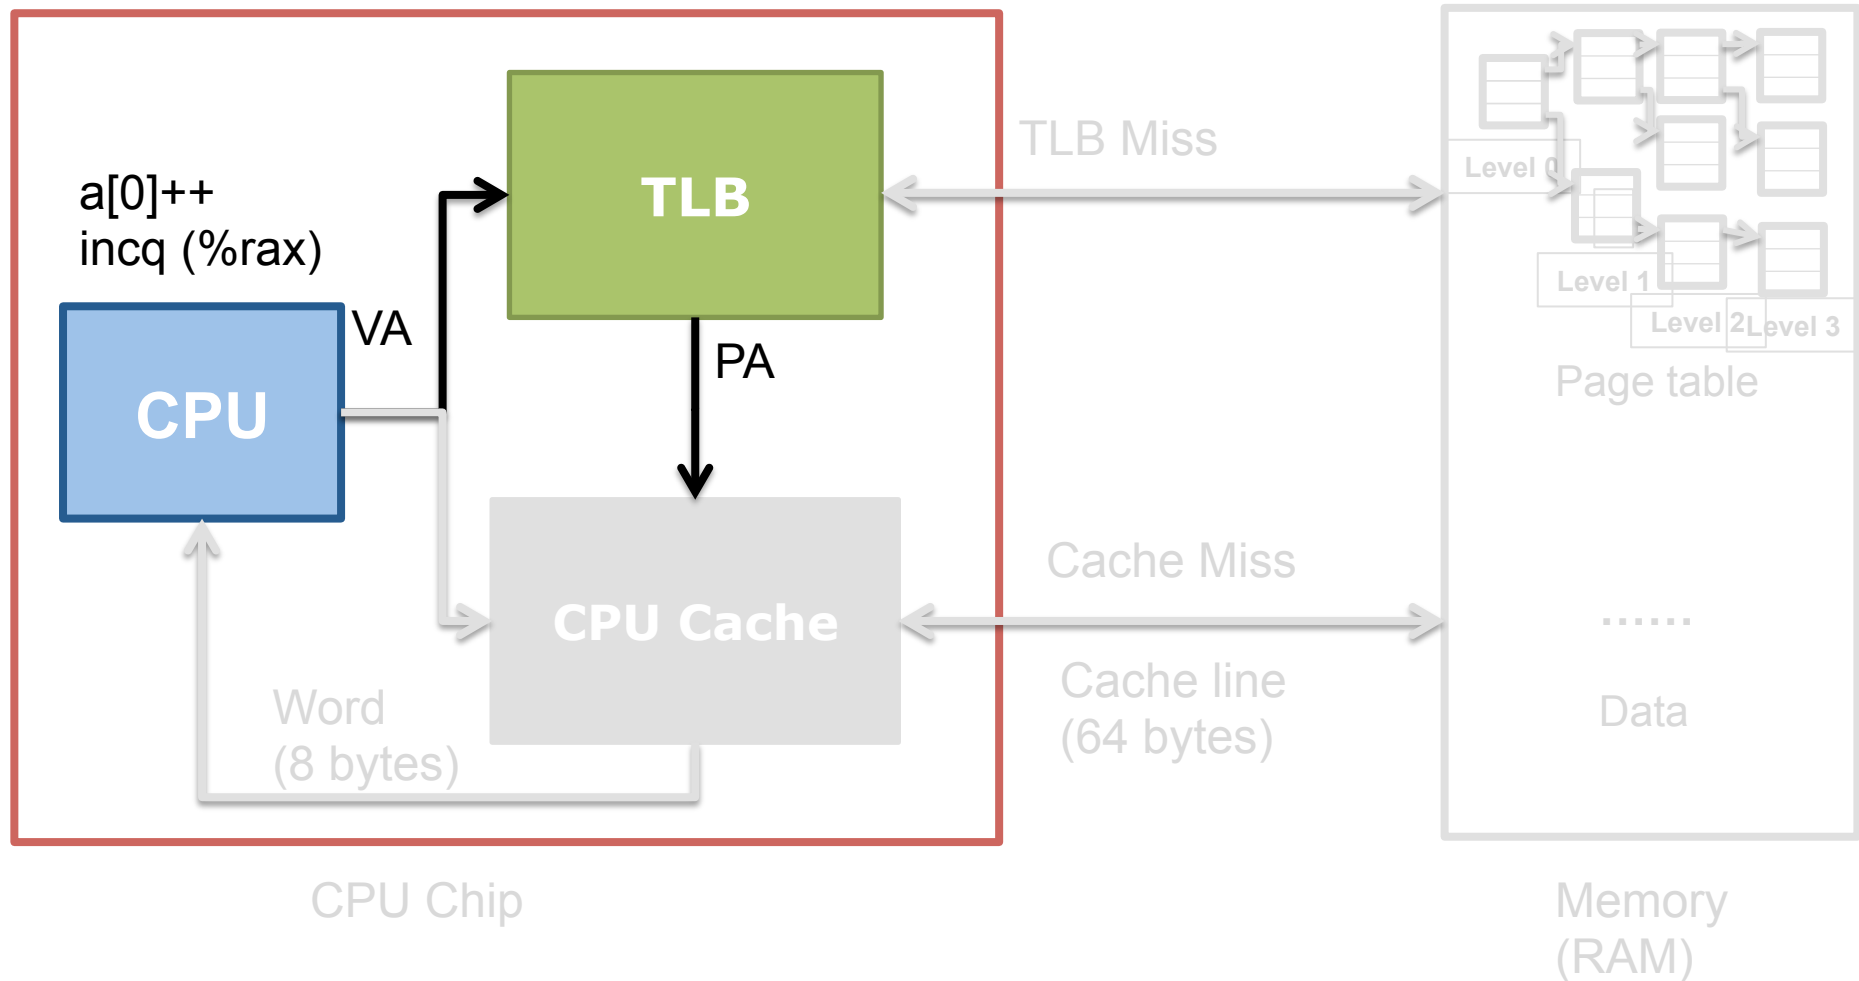 a[0]++
incq (%rax)
CPU
VA
TLB
PA
CPU Cache
Word
(8 bytes)
CPU Chip
TLB Miss
Cache Miss
Cache line
(64 bytes)
Level 0
Level 1
Level 2
Level 3
Page table
......
Data
Memory
(RAM)